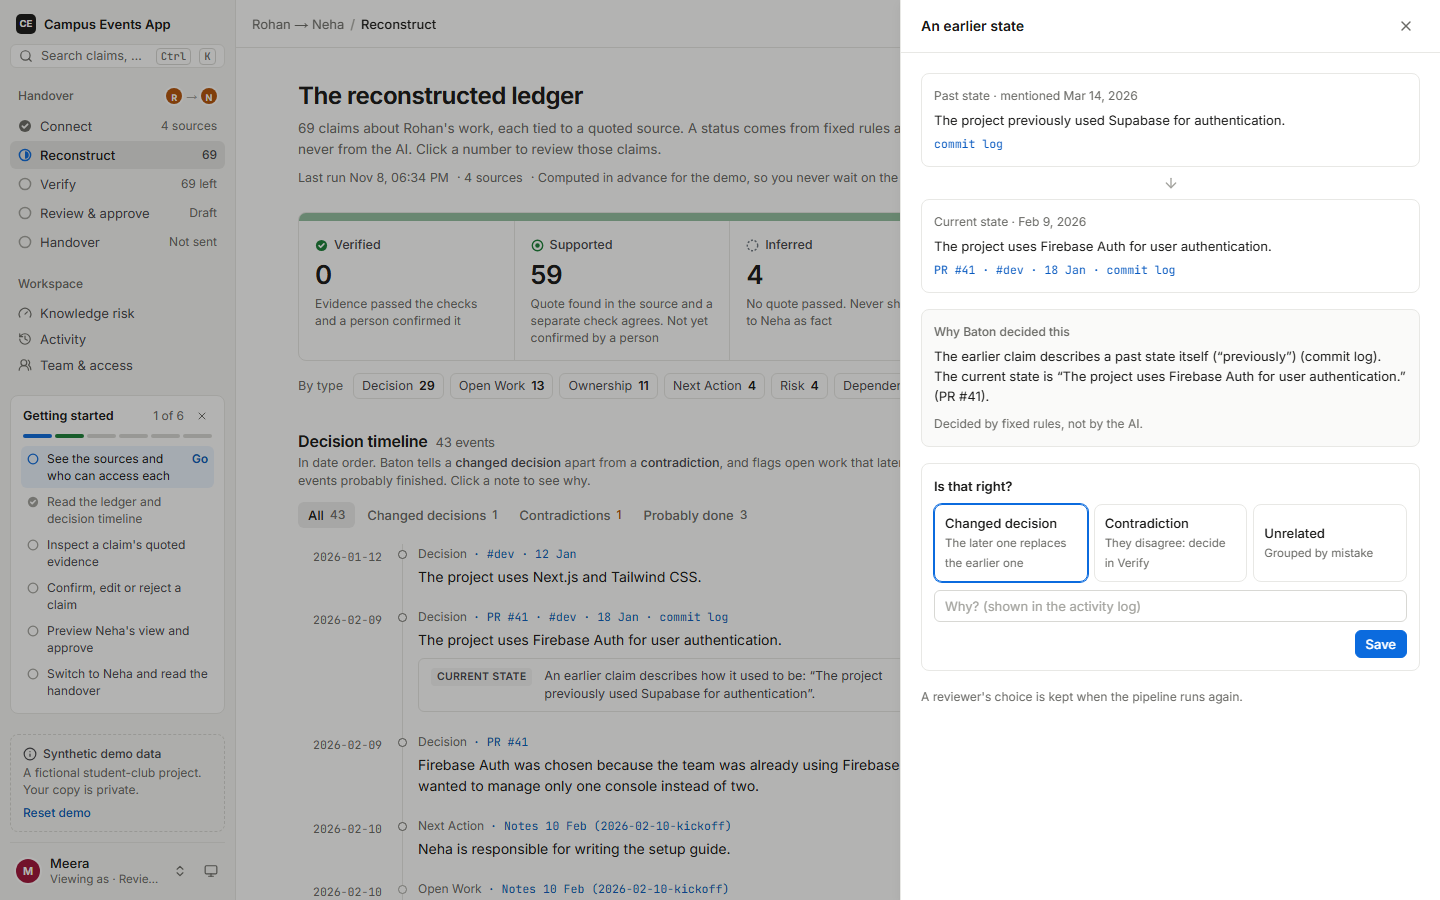 CE Campus Events App
Search claims, ... Ctrl K
Handover R → N
Connect 4 sources
Reconstruct 69
Verify 69 left
Review & approve Draft
Handover Not sent
Workspace
Knowledge risk
Activity
Team & access
Getting started 1 of 6
See the sources and who can access each Go
Read the ledger and decision timeline
Inspect a claim's quoted evidence
Confirm, edit or reject a claim
Preview Neha's view and approve
Switch to Neha and read the handover
Synthetic demo data
A fictional student-club project.
Your copy is private.
Reset demo
M Meera
Viewing as · Revie...
Rohan → Neha / Reconstruct
The reconstructed ledger
69 claims about Rohan's work, each tied to a quoted source. A status comes from fixed rules a
never from the AI. Click a number to review those claims.
Last run Nov 8, 06:34 PM · 4 sources · Computed in advance for the demo, so you never wait on the
Verified
0
Evidence passed the checks
and a person confirmed it
Supported
59
Quote found in the source and a
separate check agrees. Not yet
confirmed by a person
Inferred
4
No quote passed. Never sh
to Neha as fact
By type Decision 29 Open Work 13 Ownership 11 Next Action 4 Risk 4 Depender
Decision timeline 43 events
In date order. Baton tells a changed decision apart from a contradiction, and flags open work that later
events probably finished. Click a note to see why.
All 43 Changed decisions 1 Contradictions 1 Probably done 3
2026-01-12 Decision · #dev · 12 Jan
The project uses Next.js and Tailwind CSS.
2026-02-09 Decision · PR #41 · #dev · 18 Jan · commit log
The project uses Firebase Auth for user authentication.
CURRENT STATE An earlier claim describes how it used to be: “The project
previously used Supabase for authentication”.
2026-02-09 Decision · PR #41
Firebase Auth was chosen because the team was already using Firebase
wanted to manage only one console instead of two.
2026-02-10 Next Action · Notes 10 Feb (2026-02-10-kickoff)
Neha is responsible for writing the setup guide.
2026-02-10 Open Work · Notes 10 Feb (2026-02-10-kickoff)
An earlier state
Past state · mentioned Mar 14, 2026
The project previously used Supabase for authentication.
commit log
Current state · Feb 9, 2026
The project uses Firebase Auth for user authentication.
PR #41 · #dev · 18 Jan · commit log
Why Baton decided this
The earlier claim describes a past state itself (“previously”) (commit log).
The current state is “The project uses Firebase Auth for user authentication.”
(PR #41).
Decided by fixed rules, not by the AI.
Is that right?
Changed decision
The later one replaces
the earlier one
Contradiction
They disagree: decide
in Verify
Unrelated
Grouped by mistake
Why? (shown in the activity log)
Save
A reviewer's choice is kept when the pipeline runs again.